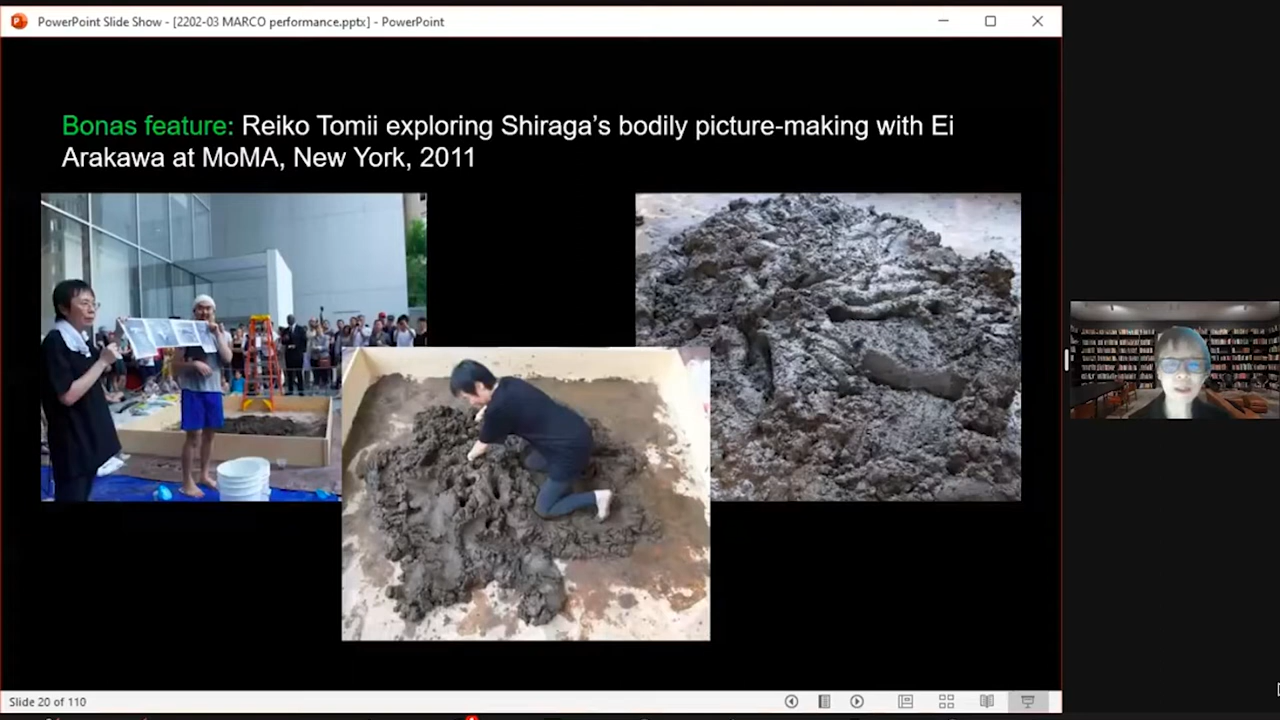 PowerPoint Slide Show - [2202-03 MARCO performance.pptx] - PowerPoint
Bonas feature: Reiko Tomii exploring Shiraga's bodily picture-making with Ei
Arakawa at MoMA, New York, 2011
Slide 20 of 110